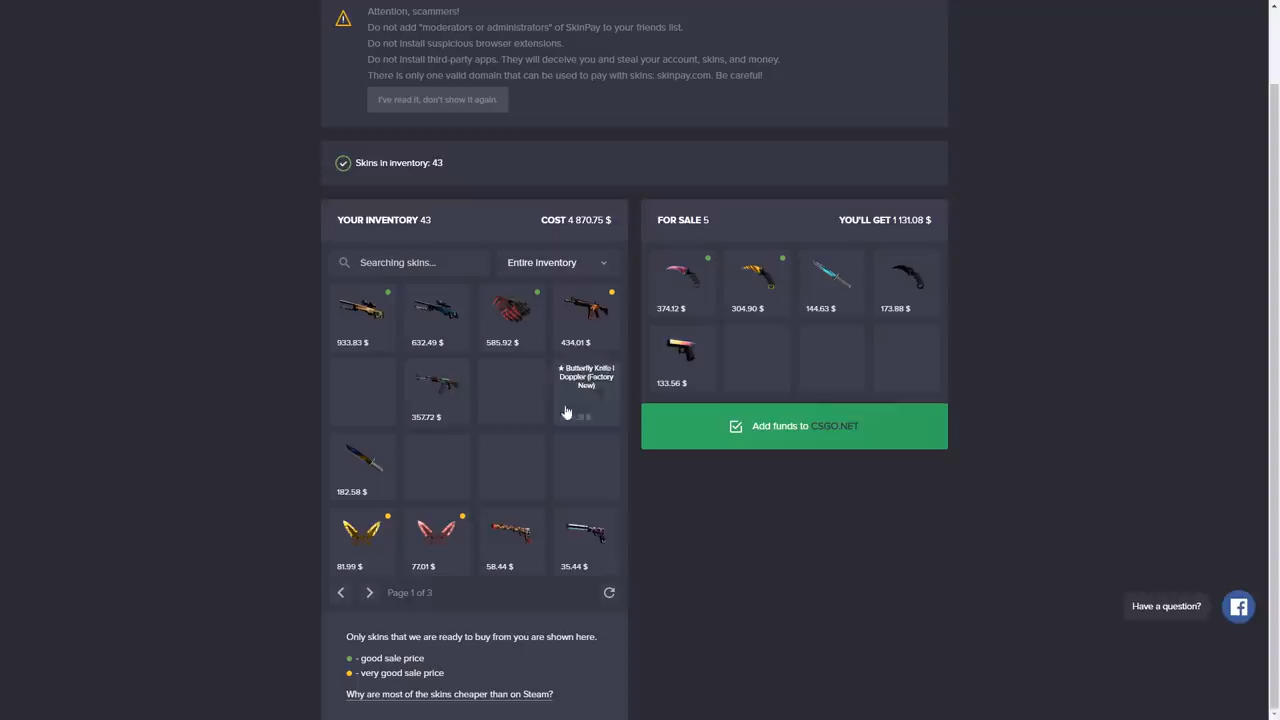 Attention, scammers!
Do not add "moderators or administrators" of SkinPay to your friends list.
Do not install suspicious browser extensions.
Do not install third-party apps. They will deceive you and steal your account, skins, and money.
There is only one valid domain that can be used to pay with skins: skinpay.com. Be careful!
I've read it, don't show it again.
Skins in inventory: 43
YOUR INVENTORY 43
COST 4 870.75 $
FOR SALE 5
YOU'LL GET 1 131.08 $
Searching skins...
Entire inventory
374.12 $
304.90 $
144.63 $
173.88 $
933.83 $
632.49 $
585.92 $
434.01 $
133.56 $
357.72 $
★ Butterfly Knife |
Doppler (Factory
New)
Add funds to CSGO.NET
182.58 $
81.99 $
77.01 $
58.44 $
35.44 $
Page 1 of 3
Have a question?
Only skins that we are ready to buy from you are shown here.
- good sale price
- very good sale price
Why are most of the skins cheaper than on Steam?